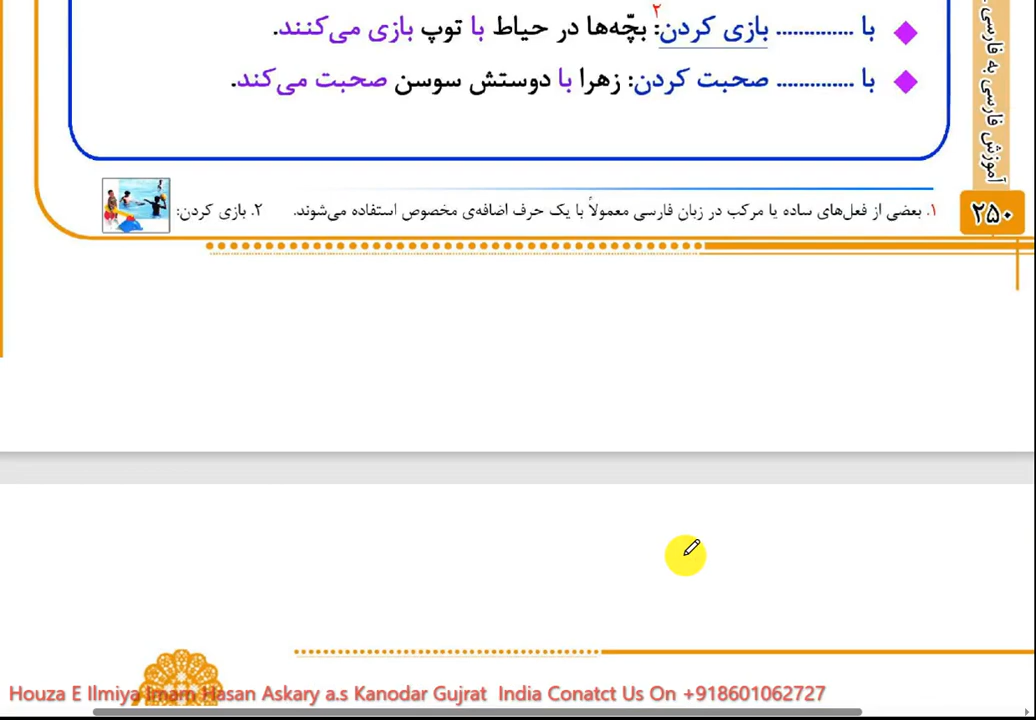 با .............. بازی کردن۲: بچّه‌ها در حیاط با توپ بازی می‌کنند.
با .............. صحبت کردن: زهرا با دوستش سوسن صحبت می‌کند.
۱. بعضی از فعل‌های ساده یا مرکب در زبان فارسی معمولاً با یک حرف اضافه‌ی مخصوص استفاده می‌شوند. ۲. بازی کردن:
۲۵۰
آموزش فارسی به فارسی
Houza E Ilmiya Imam Hasan Askary a.s Kanodar Gujrat India Conatct Us On +918601062727